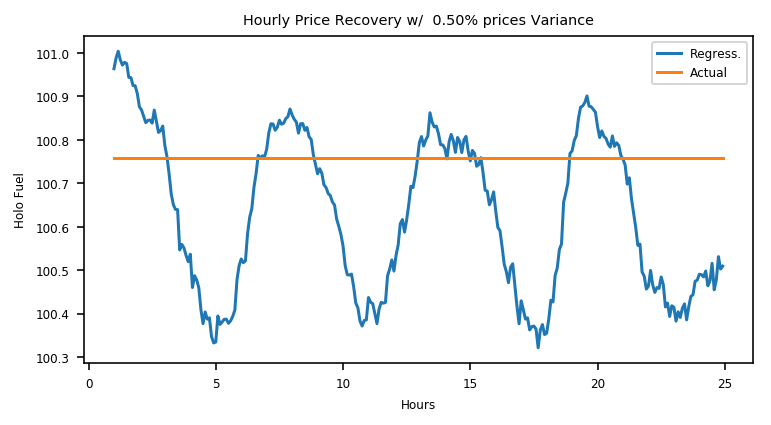 Hourly Price Recovery w/  0.50% prices Variance
Regress.
Actual
Holo Fuel
101.0
100.9
100.8
100.7
100.6
100.5
100.4
100.3
0 5 10 15 20 25
Hours